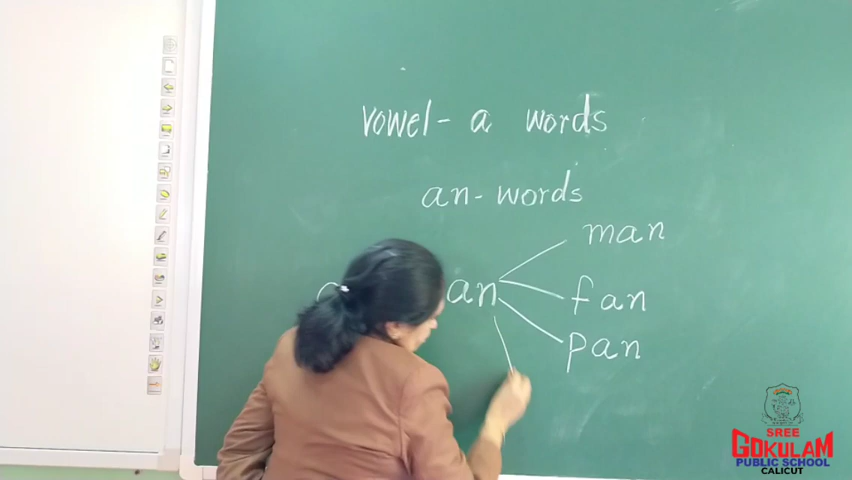 vowel - a words
an - words
man
an
fan
pan
SREE
GOKULAM
PUBLIC SCHOOL
CALICUT